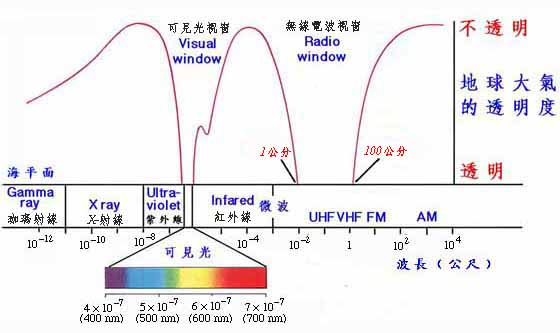 可見光視窗
Visual
window
無線電波視窗
Radio
window
不透明
地球大氣
的透明度
1公分
100公分
透明
海平面
Gamma
ray
珈瑪射線
X ray
X-射線
Ultra-
violet
紫外線
Infared
紅外線
微波
UHF VHF FM AM
10⁻¹² 10⁻¹⁰ 10⁻⁸ 10⁻⁴ 10⁻² 1 10² 10⁴
可見光
波長(公尺)
4×10⁻⁷ 5×10⁻⁷ 6×10⁻⁷ 7×10⁻⁷
(400 nm) (500 nm) (600 nm) (700 nm)